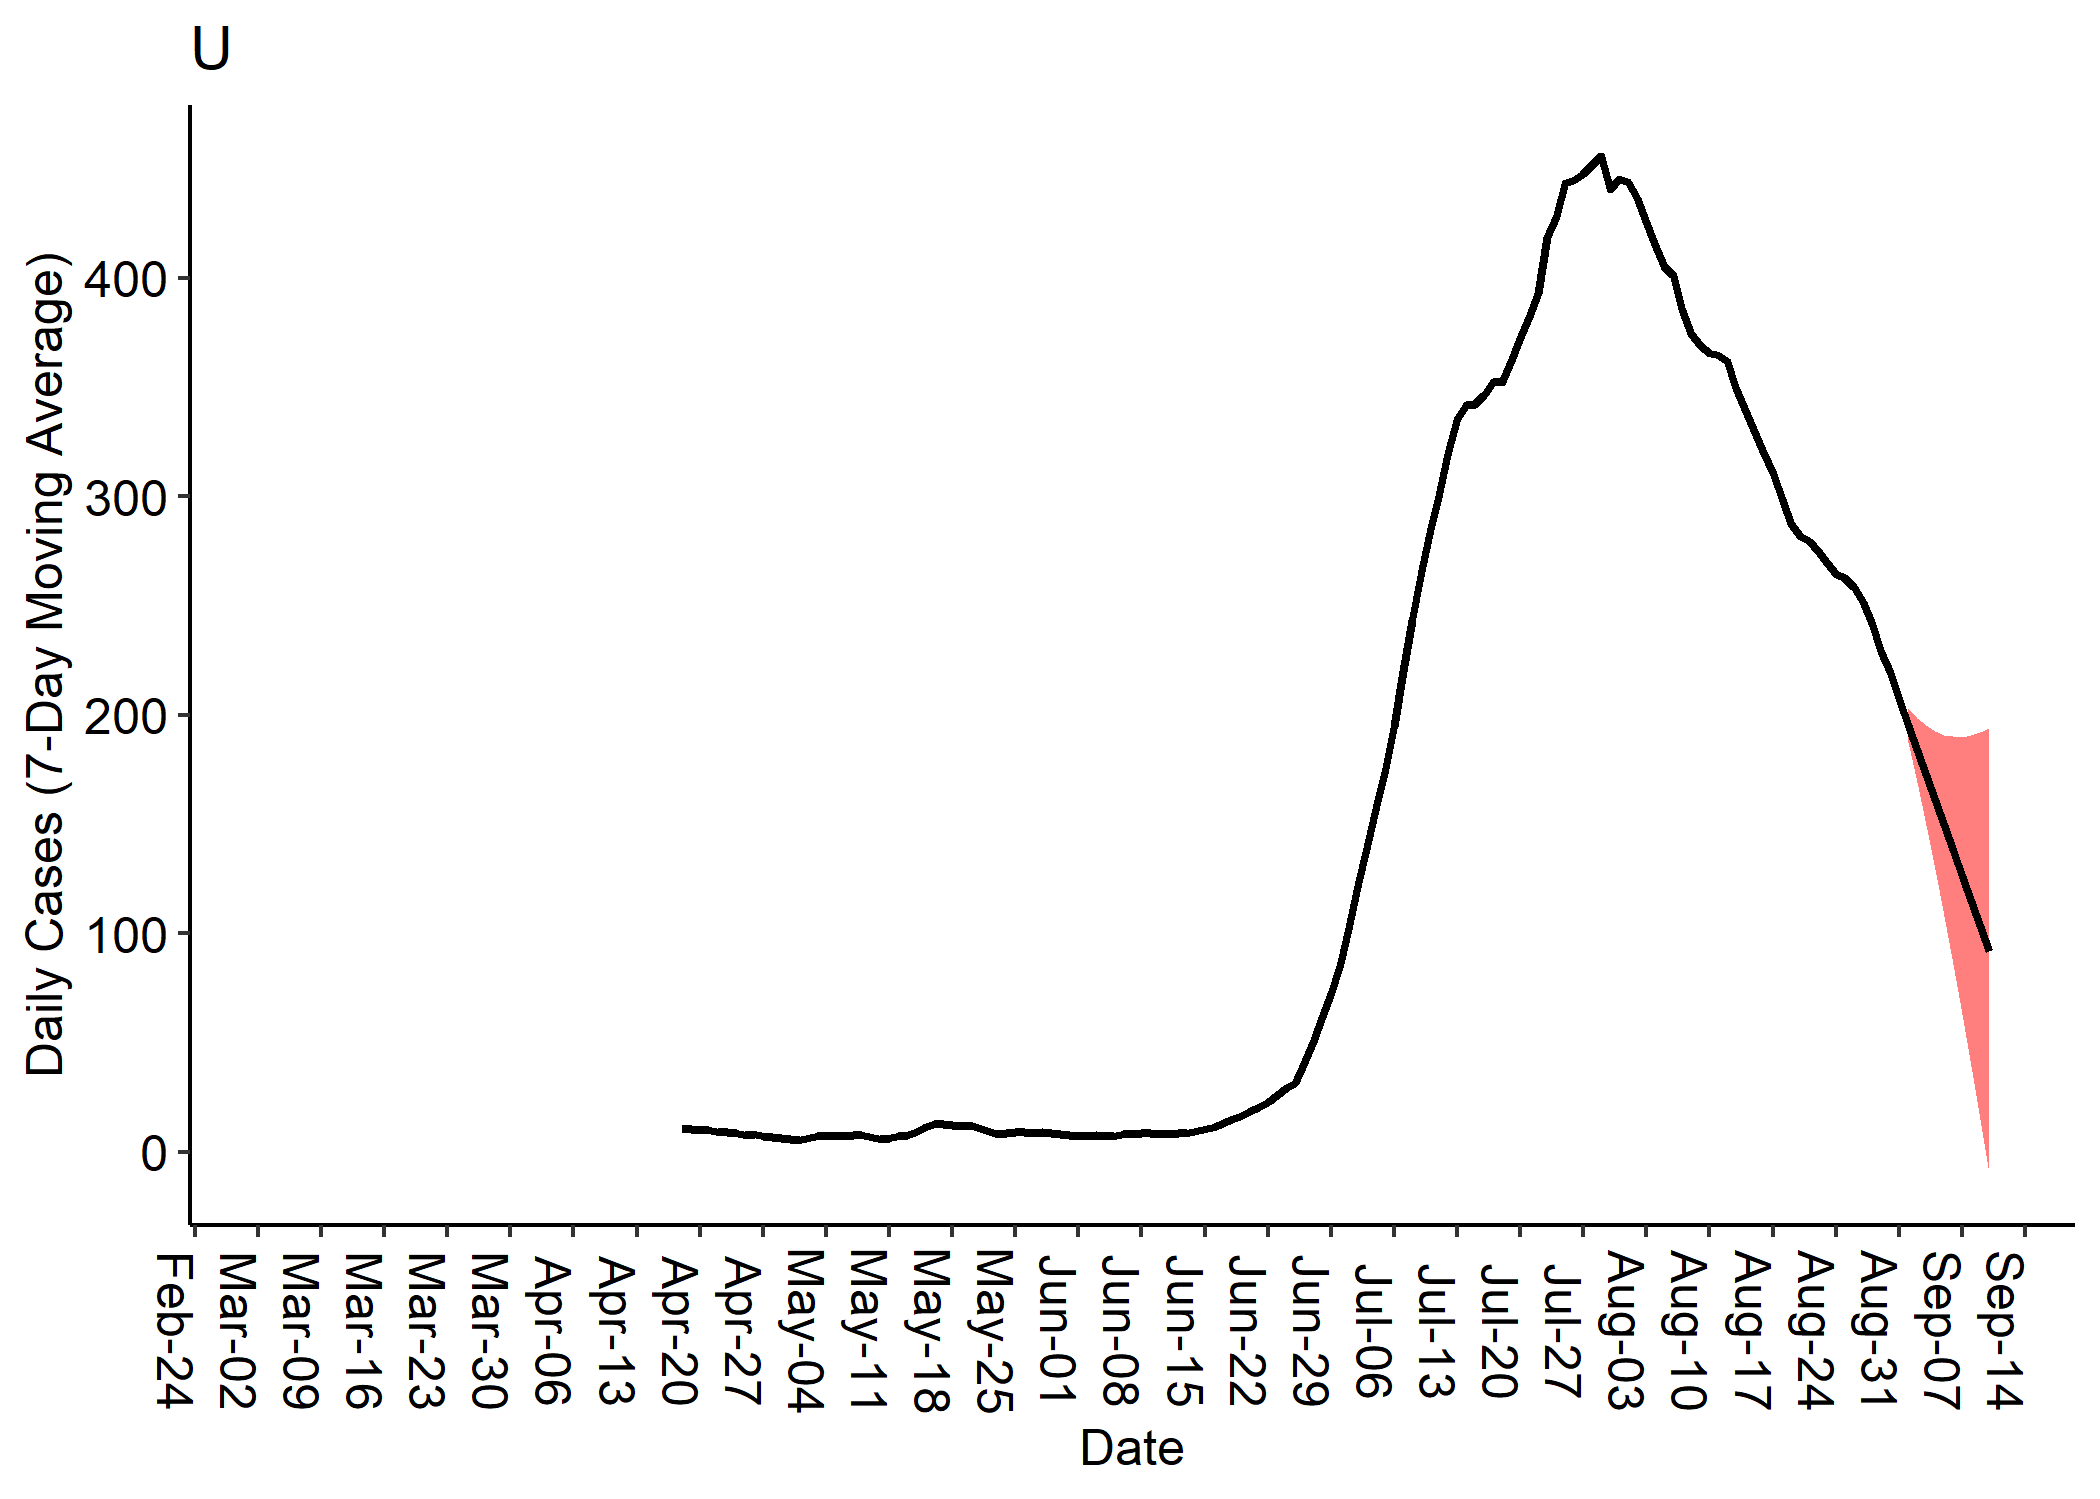 U
Daily Cases (7-Day Moving Average)
400
300
200
100
0
Feb-24
Mar-02
Mar-09
Mar-16
Mar-23
Mar-30
Apr-06
Apr-13
Apr-20
Apr-27
May-04
May-11
May-18
May-25
Jun-01
Jun-08
Jun-15
Jun-22
Jun-29
Jul-06
Jul-13
Jul-20
Jul-27
Aug-03
Aug-10
Aug-17
Aug-24
Aug-31
Sep-07
Sep-14
Date